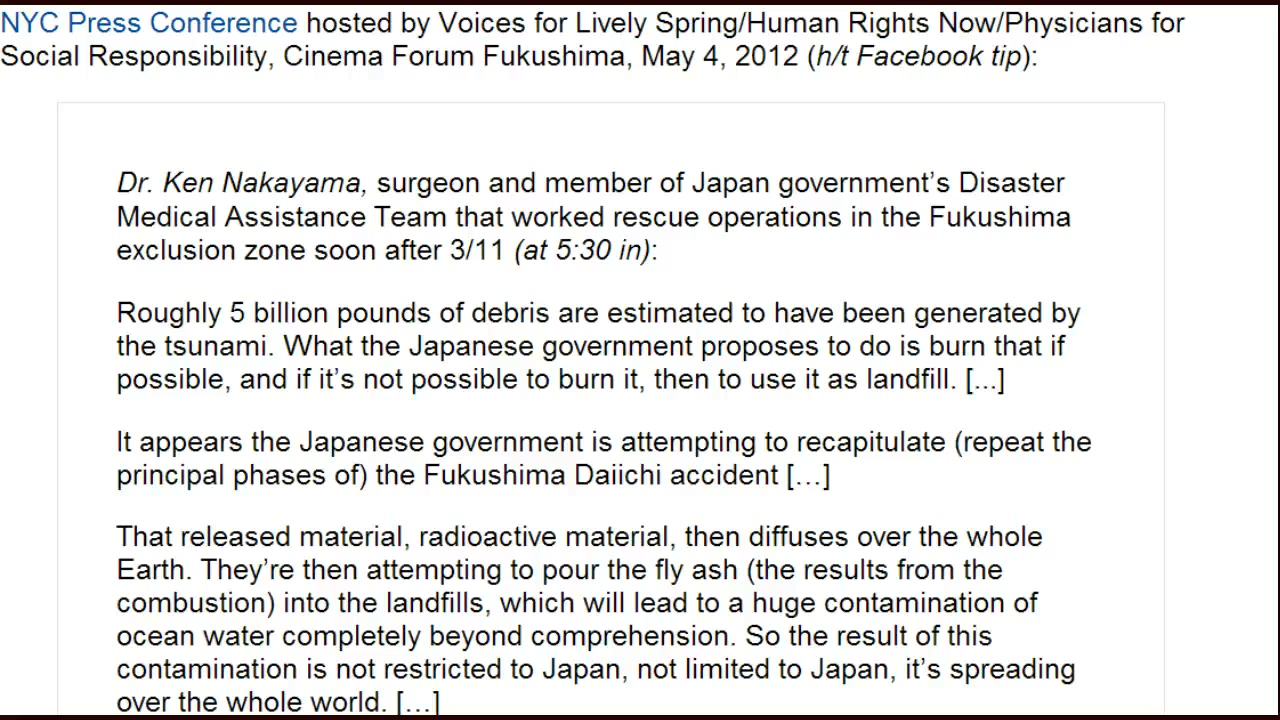 NYC Press Conference hosted by Voices for Lively Spring/Human Rights Now/Physicians for
Social Responsibility, Cinema Forum Fukushima, May 4, 2012 (h/t Facebook tip):
Dr. Ken Nakayama, surgeon and member of Japan government’s Disaster
Medical Assistance Team that worked rescue operations in the Fukushima
exclusion zone soon after 3/11 (at 5:30 in):
Roughly 5 billion pounds of debris are estimated to have been generated by
the tsunami. What the Japanese government proposes to do is burn that if
possible, and if it’s not possible to burn it, then to use it as landfill. [...]
It appears the Japanese government is attempting to recapitulate (repeat the
principal phases of) the Fukushima Daiichi accident […]
That released material, radioactive material, then diffuses over the whole
Earth. They’re then attempting to pour the fly ash (the results from the
combustion) into the landfills, which will lead to a huge contamination of
ocean water completely beyond comprehension. So the result of this
contamination is not restricted to Japan, not limited to Japan, it’s spreading
over the whole world. […]